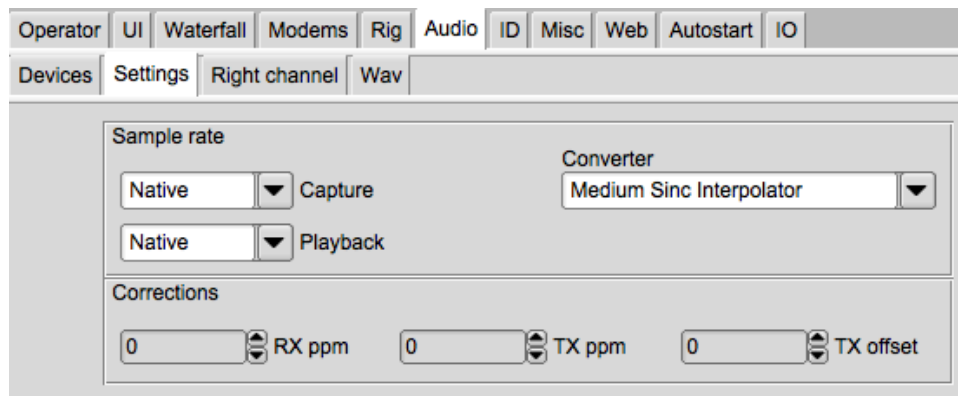 Operator UI Waterfall Modems Rig Audio ID Misc Web Autostart IO
Devices Settings Right channel Wav
Sample rate
Converter
Native Capture Medium Sinc Interpolator
Native Playback
Corrections
0 RX ppm 0 TX ppm 0 TX offset